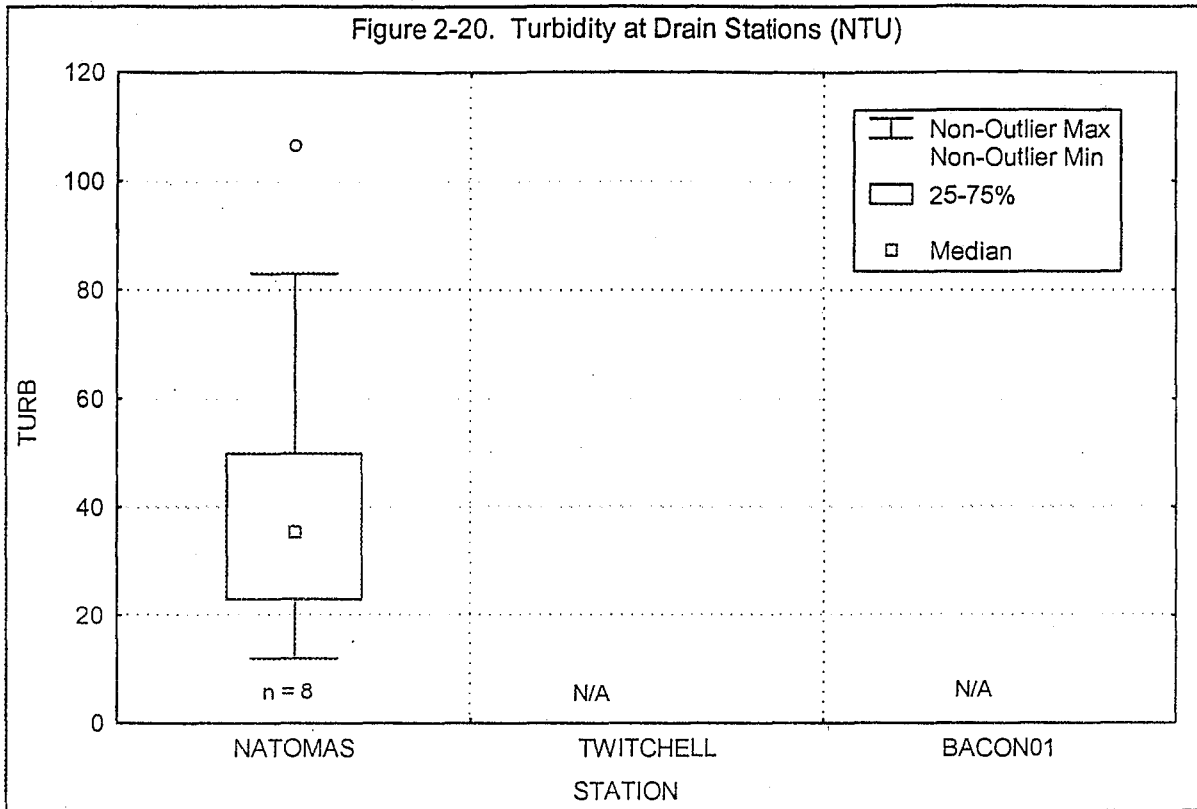 Figure 2-20. Turbidity at Drain Stations (NTU)
120
100
80
60
40
20
0
TURB
Non-Outlier Max
Non-Outlier Min
25-75%
Median
n = 8
N/A
N/A
NATOMAS
TWITCHELL
BACON01
STATION